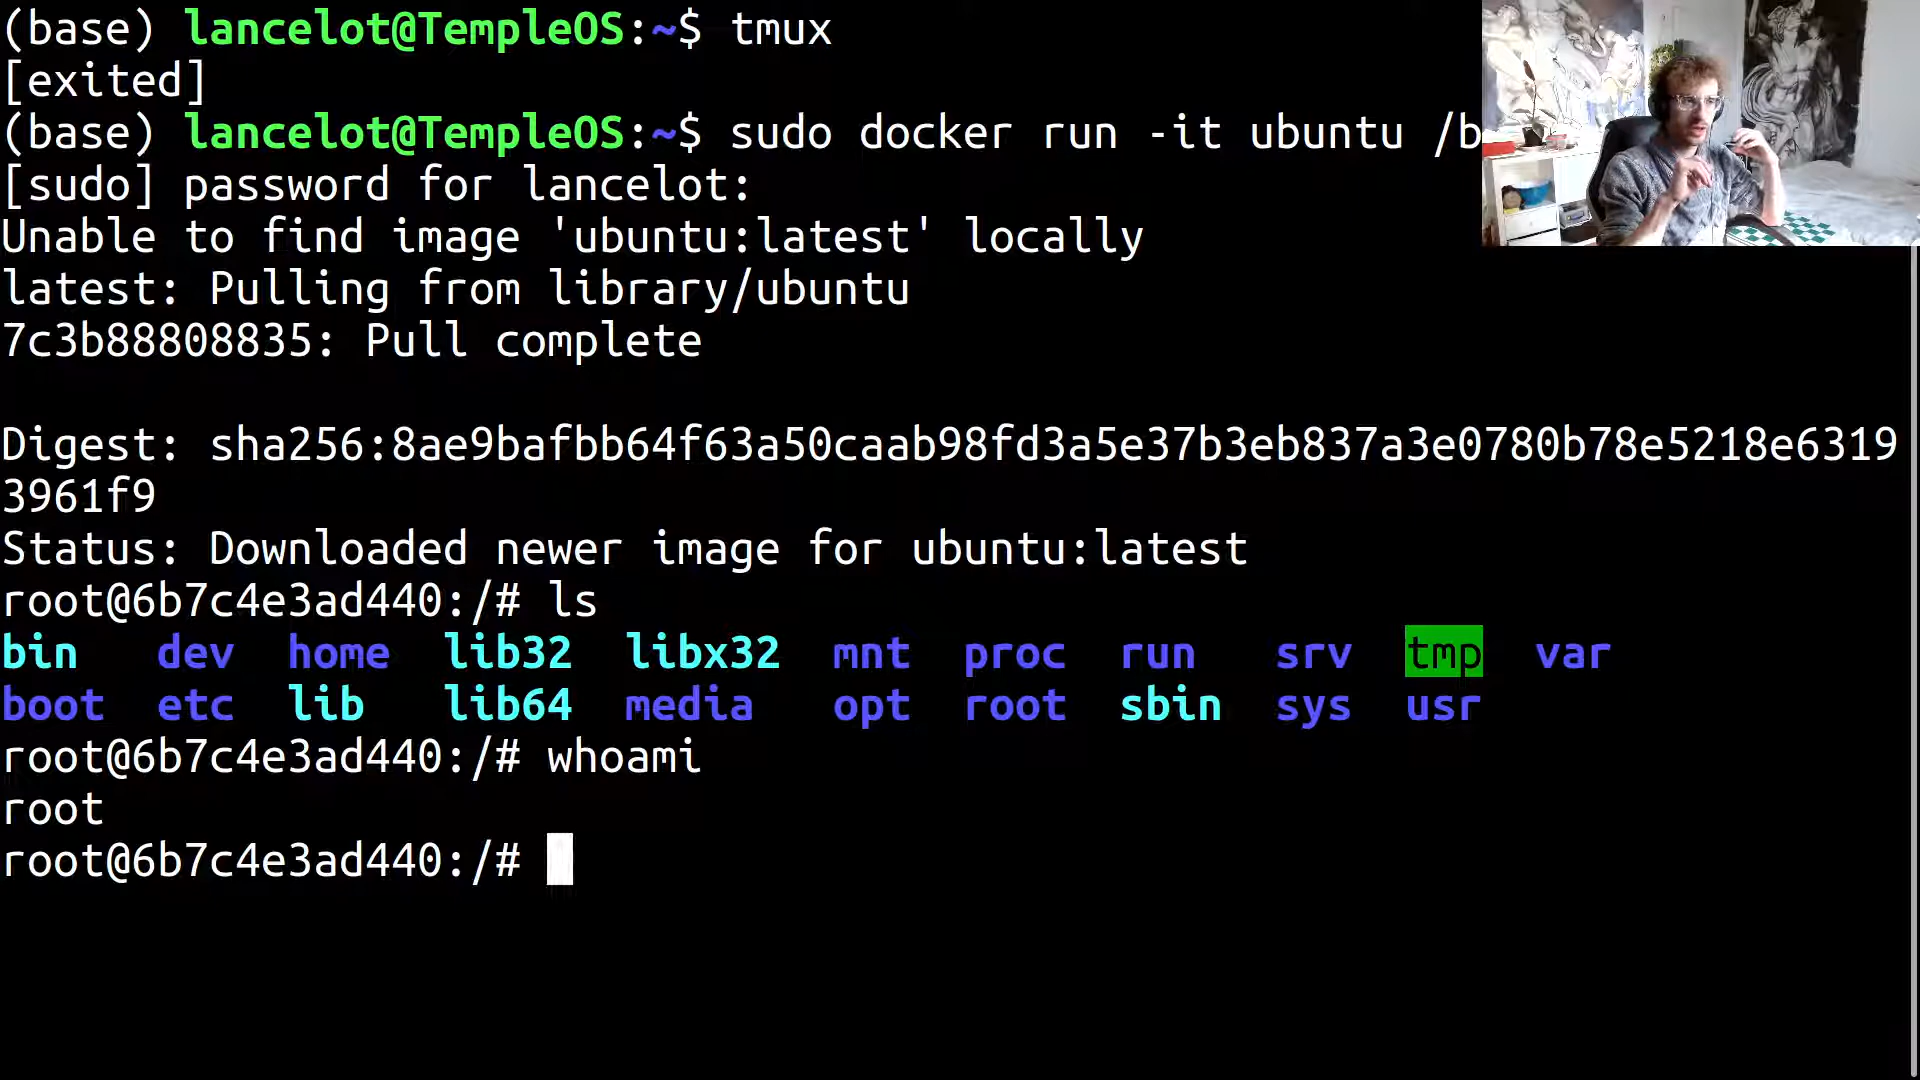 (base) lancelot@TempleOS:~$ tmux
[exited]
(base) lancelot@TempleOS:~$ sudo docker run -it ubuntu /b
[sudo] password for lancelot:
Unable to find image 'ubuntu:latest' locally
latest: Pulling from library/ubuntu
7c3b88808835: Pull complete
Digest: sha256:8ae9bafbb64f63a50caab98fd3a5e37b3eb837a3e0780b78e5218e6319
3961f9
Status: Downloaded newer image for ubuntu:latest
root@6b7c4e3ad440:/# ls
bin dev home lib32 libx32 mnt proc run srv tmp var
boot etc lib lib64 media opt root sbin sys usr
root@6b7c4e3ad440:/# whoami
root
root@6b7c4e3ad440:/#